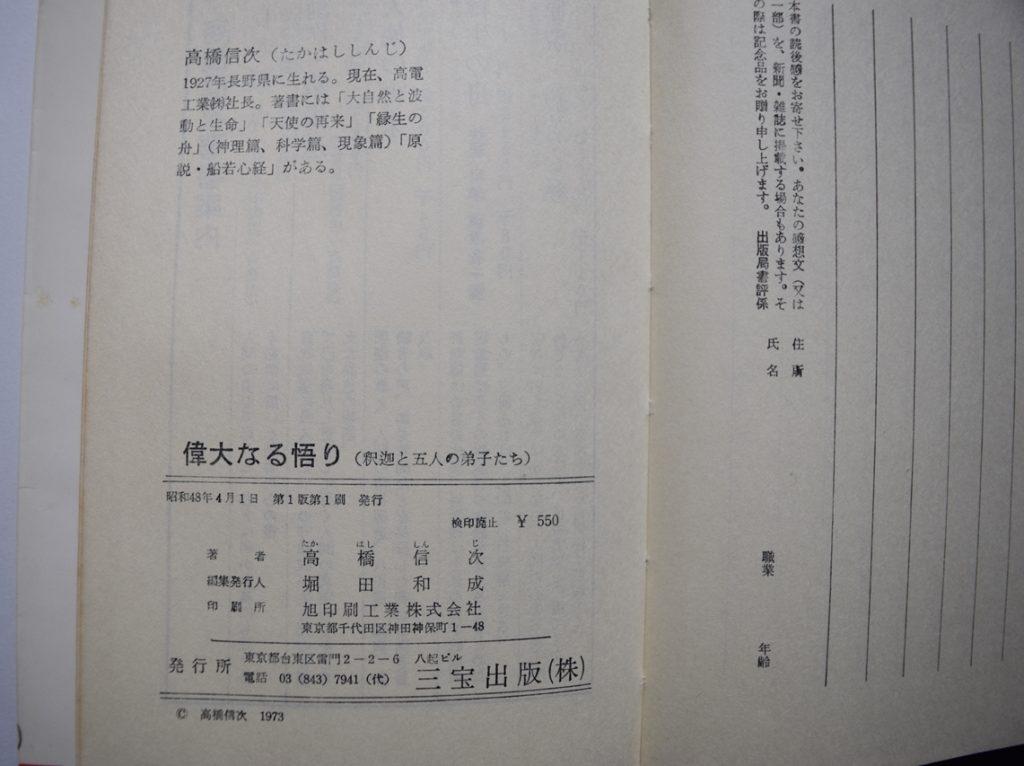 高橋信次（たかはししんじ）
1927年長野県に生れる。現在、高電
工業㈱社長。著書には「大自然と波
動と生命」「天使の再来」「縁生の
舟」（神理篇、科学篇、現象篇）「原
説・船若心経」がある。
偉大なる悟り（釈迦と五人の弟子たち）
昭和48年4月1日　第1版第1刷　発行
検印廃止　¥ 550
著者　高橋信次
たか　はし　しん　じ
編集発行人　堀田和成
印刷所　旭印刷工業株式会社
東京都千代田区神田神保町1－48
発行所　東京都台東区雷門2－2－6　八起ビル
電話　03（843）7941（代）　三宝出版(株)
© 高橋信次　1973
本書の読後感をお寄せ下さい。あなたの感想文（又は
一部）を、新聞・雑誌に掲載する場合もあります。そ
の際は記念品をお贈り申し上げます。　出版局書評係
住所
氏名
職業
年齢